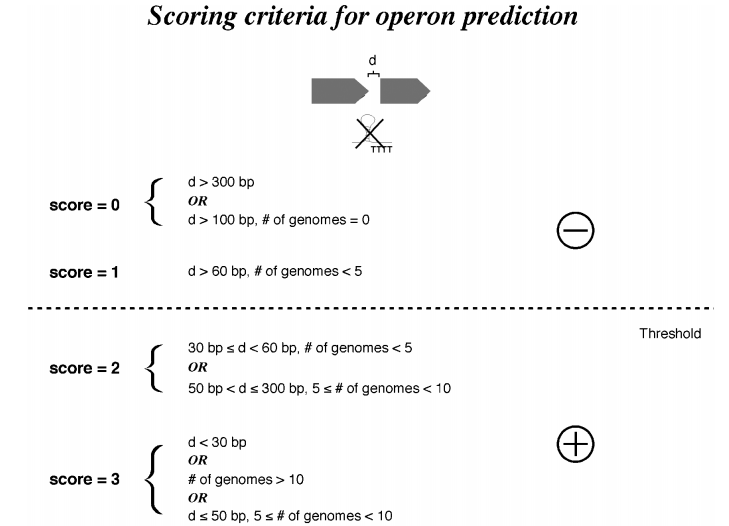 Scoring criteria for operon prediction
d
TTTT
score = 0
d > 300 bp
OR
d > 100 bp, # of genomes = 0
score = 1
d > 60 bp, # of genomes < 5
Threshold
score = 2
30 bp ≤ d < 60 bp, # of genomes < 5
OR
50 bp < d ≤ 300 bp, 5 ≤ # of genomes < 10
score = 3
d < 30 bp
OR
# of genomes > 10
OR
d ≤ 50 bp, 5 ≤ # of genomes < 10